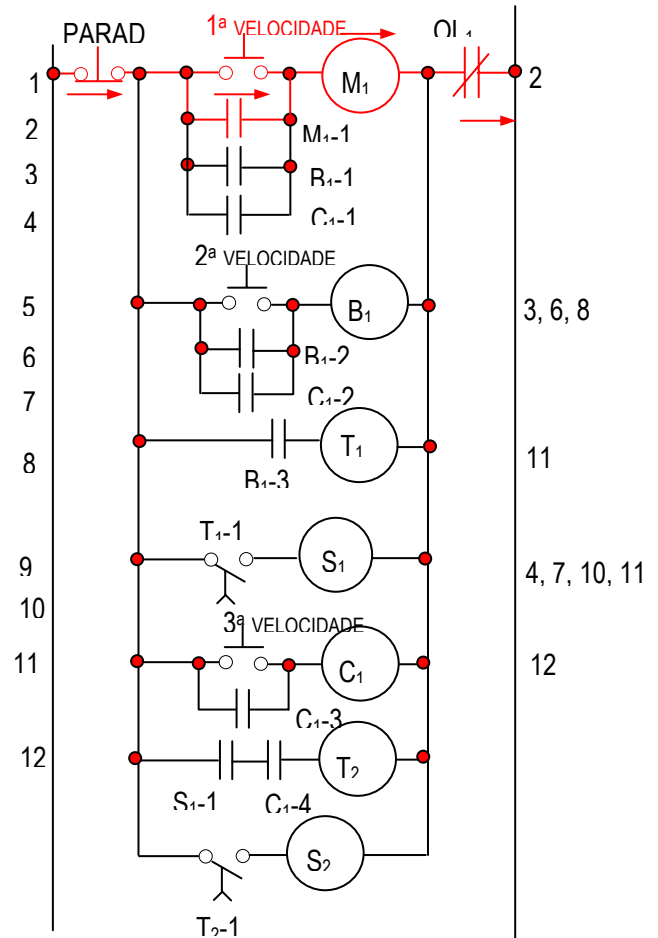 PARAD
1ª VELOCIDADE
OL1
1
M1
2
2
M1-1
3
B1-1
4
C1-1
2ª VELOCIDADE
5
B1
3, 6, 8
6
B1-2
7
C1-2
8
T1
11
B1-3
T1-1
9
S1
4, 7, 10, 11
10
3ª VELOCIDADE
11
C1
12
C1-3
12
T2
S1-1
C1-4
S2
T2-1